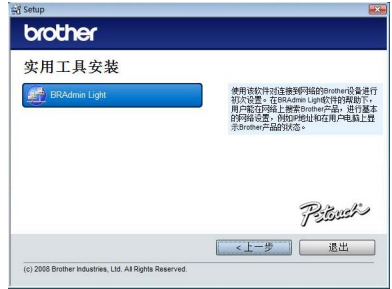 Setup
brother
实用工具安装
BRAdmin Light
使用该软件对连接到网络的Brother设备进行
初次设置。在BRAdmin Light软件的帮助下，
用户能在网络上搜索Brother产品，进行基本
的网络设置，例如IP地址和在用户电脑上显
示Brother产品的状态。
P-touch
<上一步
退出
(c) 2008 Brother Industries, Ltd. All Rights Reserved.